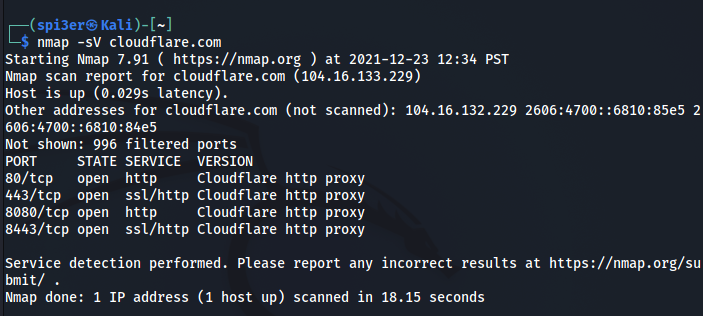 ┌──(spi3er㉿Kali)-[~]
└─$ nmap -sV cloudflare.com
Starting Nmap 7.91 ( https://nmap.org ) at 2021-12-23 12:34 PST
Nmap scan report for cloudflare.com (104.16.133.229)
Host is up (0.029s latency).
Other addresses for cloudflare.com (not scanned): 104.16.132.229 2606:4700::6810:85e5 2
606:4700::6810:84e5
Not shown: 996 filtered ports
PORT     STATE SERVICE  VERSION
80/tcp   open  http     Cloudflare http proxy
443/tcp  open  ssl/http Cloudflare http proxy
8080/tcp open  http     Cloudflare http proxy
8443/tcp open  ssl/http Cloudflare http proxy
Service detection performed. Please report any incorrect results at https://nmap.org/su
bmit/ .
Nmap done: 1 IP address (1 host up) scanned in 18.15 seconds